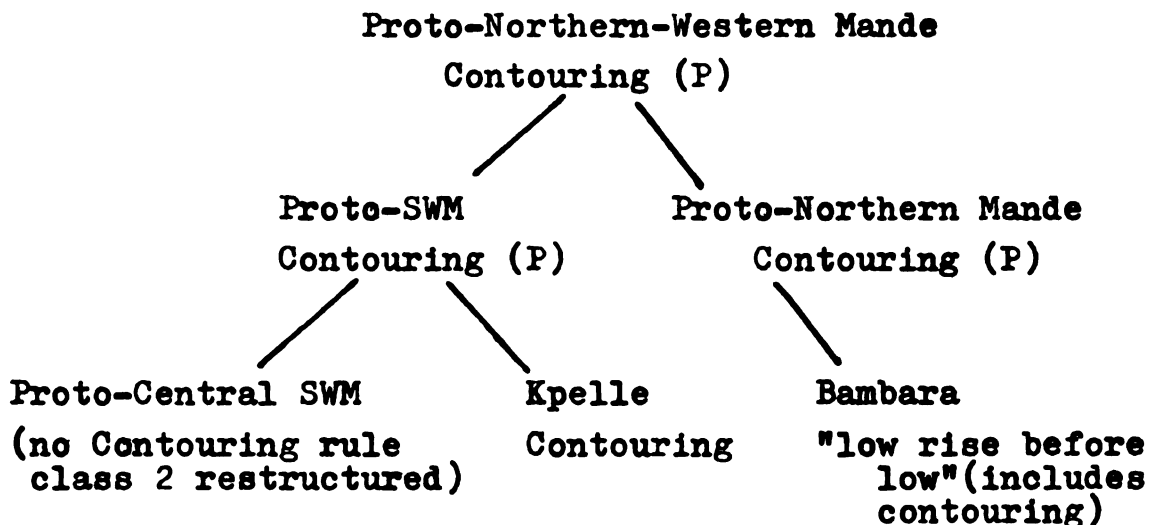 Proto-Northern-Western Mande
Contouring (P)
Proto-SWM
Contouring (P)
Proto-Northern Mande
Contouring (P)
Proto-Central SWM
(no Contouring rule
class 2 restructured)
Kpelle
Contouring
Bambara
"low rise before
low"(includes
contouring)